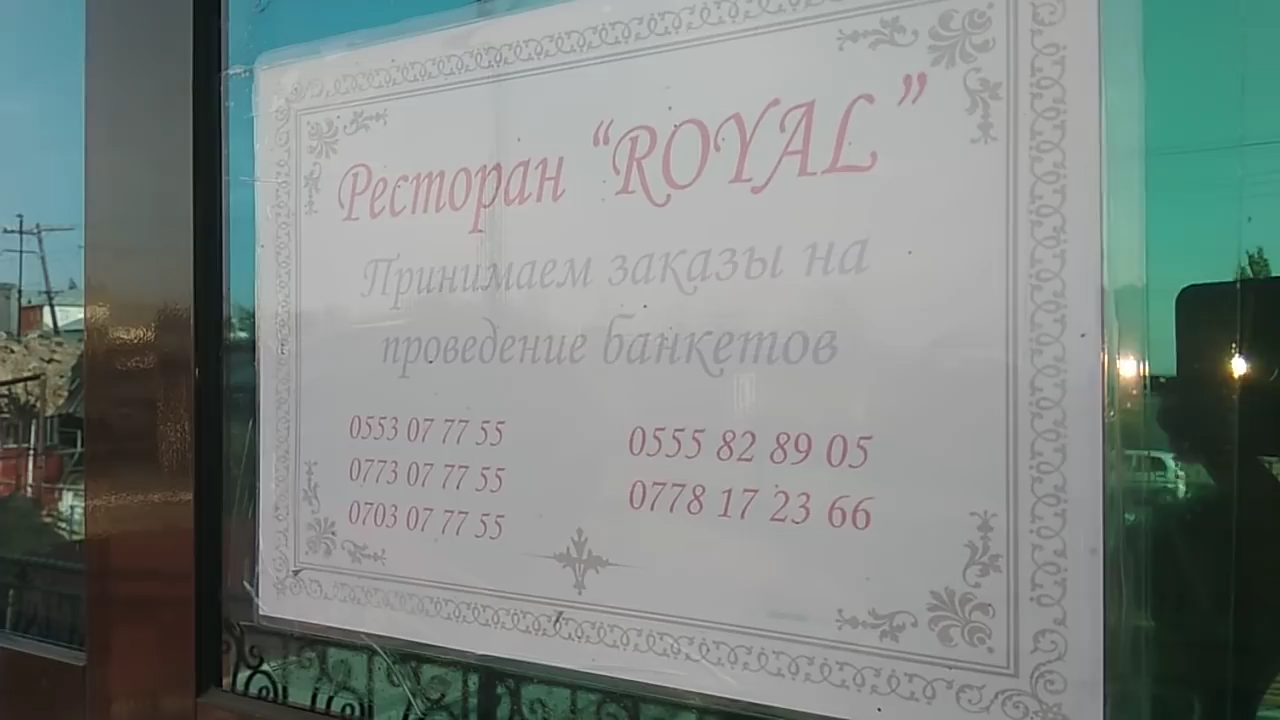 Ресторан “ROYAL”
Принимаем заказы на
проведение банкетов
0553 07 77 55
0773 07 77 55
0703 07 77 55
0555 82 89 05
0778 17 23 66